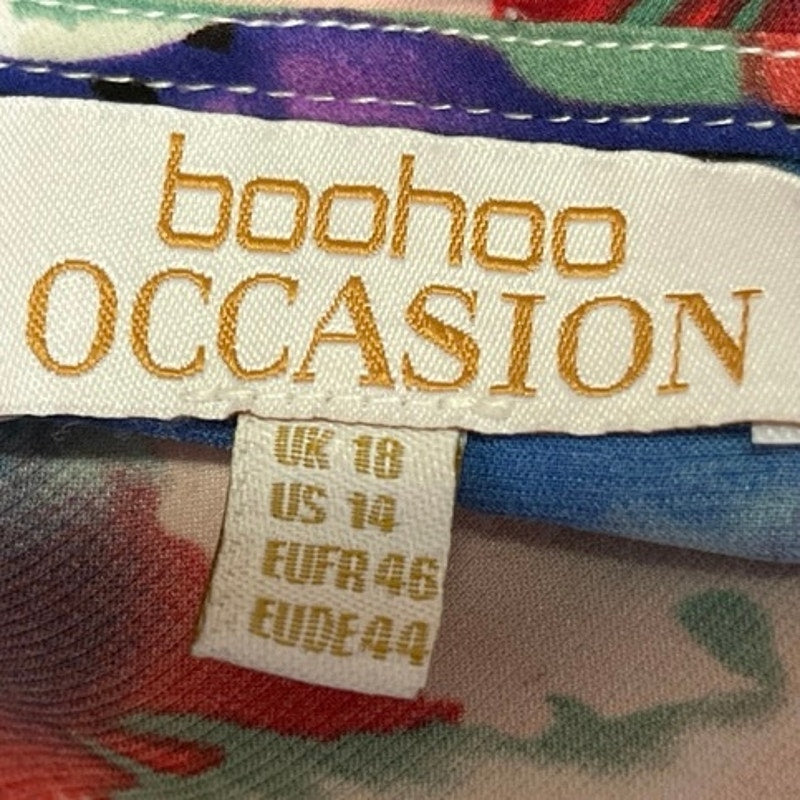 boohoo
OCCASION
UK 18
US 14
EUFR 46
EUDE 44